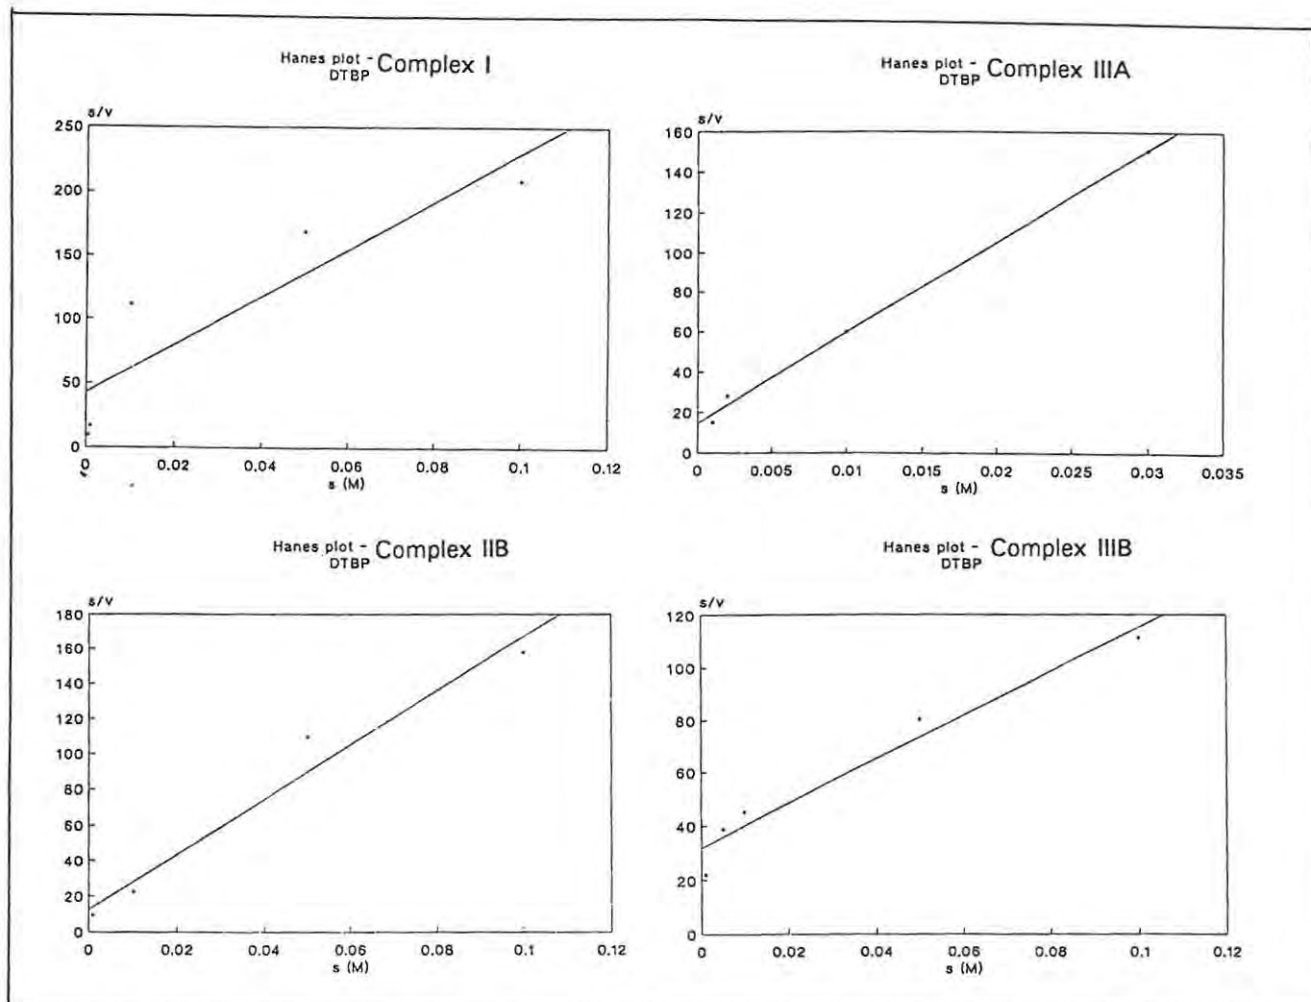 Hanes plot - Complex I
DTBP
s/v
250
200
150
100
50
0
0 0.02 0.04 0.06 0.08 0.1 0.12
s (M)
Hanes plot - Complex IIIA
DTBP
s/v
160
140
120
100
80
60
40
20
0
0 0.005 0.01 0.015 0.02 0.025 0.03 0.035
s (M)
Hanes plot - Complex IIB
DTBP
s/v
180
160
140
120
100
80
60
40
20
0
0 0.02 0.04 0.06 0.08 0.1 0.12
s (M)
Hanes plot - Complex IIIB
DTBP
s/v
120
100
80
60
40
20
0
0 0.02 0.04 0.06 0.08 0.1 0.12
s (M)